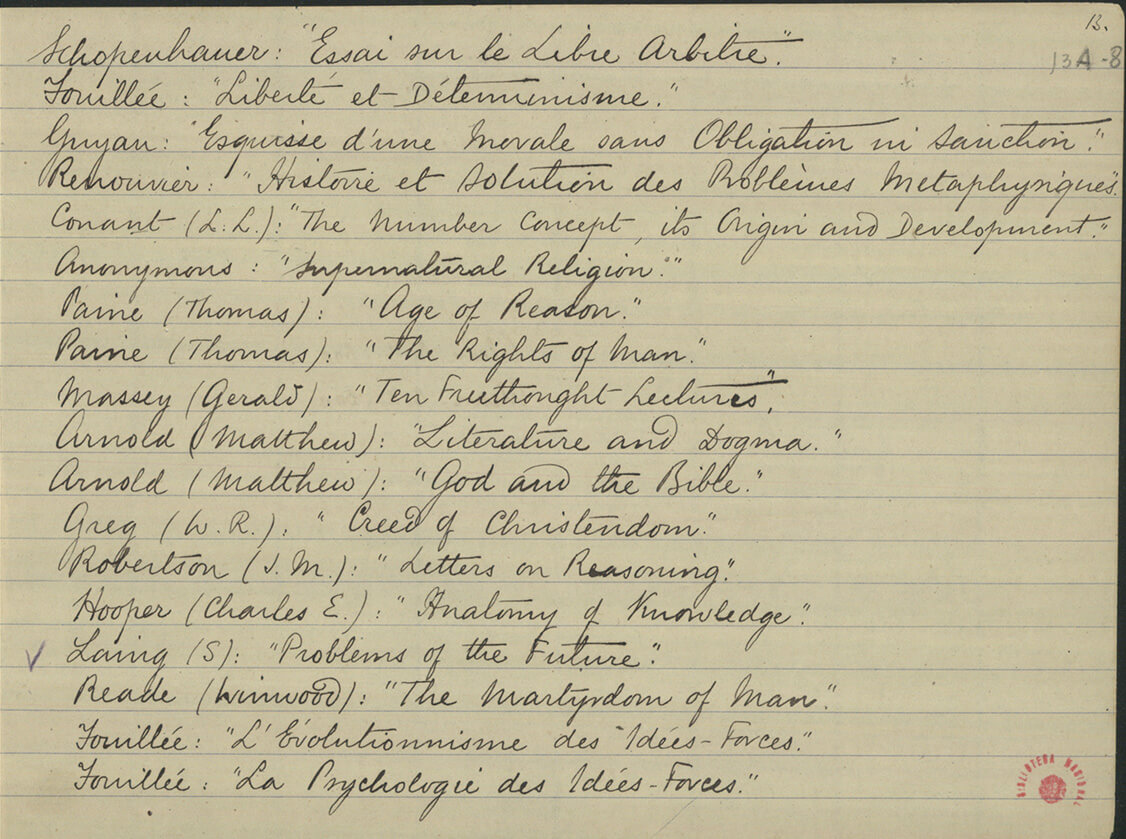 13.
13A-8
Schopenhauer: "Essai sur le Libre Arbitre".
Fouillée: "Liberté et Déterminisme."
Guyau: "Esquisse d'une Morale sans Obligation ni Sanction."
Renouvier: "Histoire et Solution des Problèmes Metaphysiques".
Conant (L. L.): "The Number Concept, its Origin and Development."
Anonymous: "Supernatural Religion."
Paine (Thomas): "Age of Reason."
Paine (Thomas): "The Rights of Man."
Massey (Gerald): "Ten Freethought Lectures".
Arnold (Matthew): "Literature and Dogma."
Arnold (Matthew): "God and the Bible."
Greg (W. R.): "Creed of Christendom."
Robertson (J. M.): "Letters on Reasoning".
Hooper (Charles E.): "Anatomy of Knowledge".
Laing (S): "Problems of the Future".
Reade (Winwood): "The Martyrdom of Man".
Fouillée: "L'Évolutionnisme des Idées-Forces."
Fouillée: "La Psychologie des Idées-Forces."
BIBLIOTECA NACIONAL